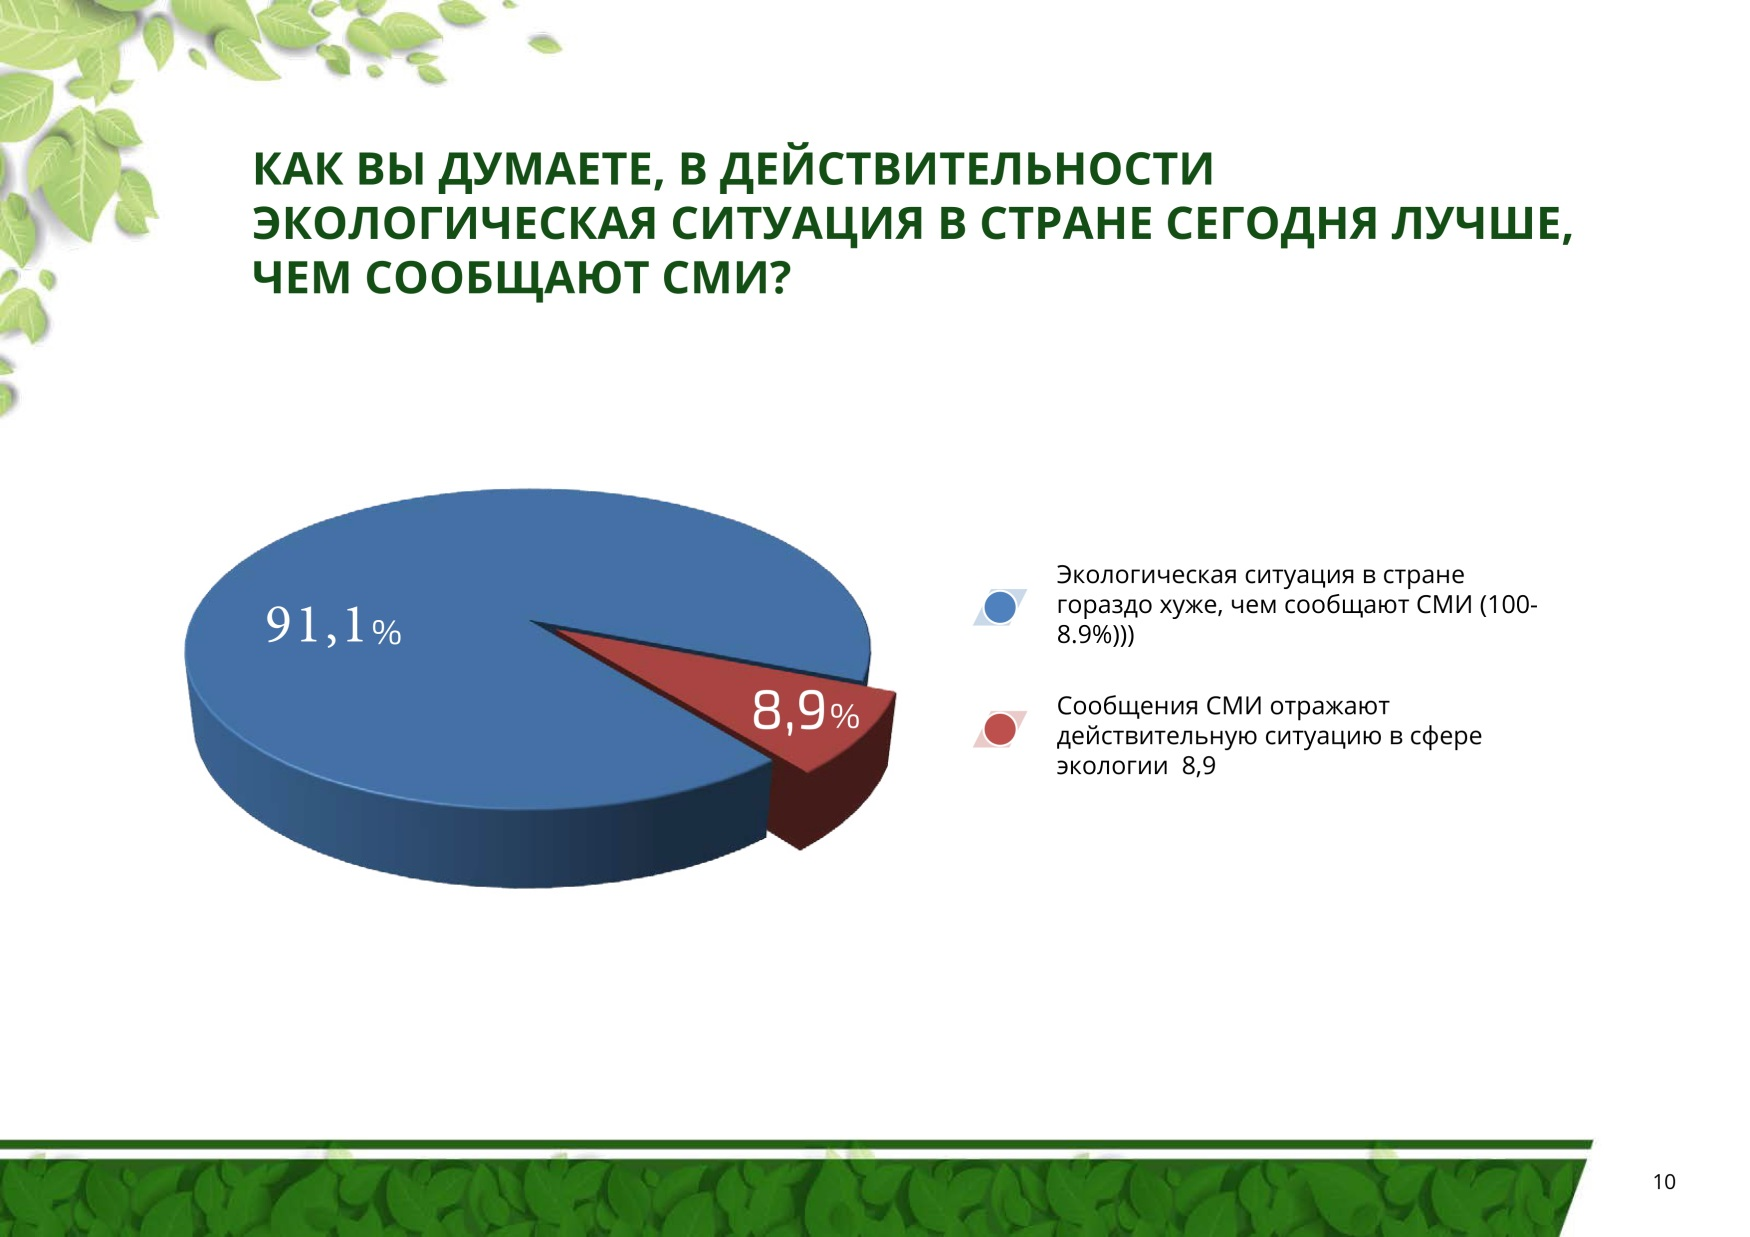 КАК ВЫ ДУМАЕТЕ, В ДЕЙСТВИТЕЛЬНОСТИ
ЭКОЛОГИЧЕСКАЯ СИТУАЦИЯ В СТРАНЕ СЕГОДНЯ ЛУЧШЕ,
ЧЕМ СООБЩАЮТ СМИ?
91,1%
8,9%
Экологическая ситуация в стране
гораздо хуже, чем сообщают СМИ (100-
8.9%)))
Сообщения СМИ отражают
действительную ситуацию в сфере
экологии 8,9
10